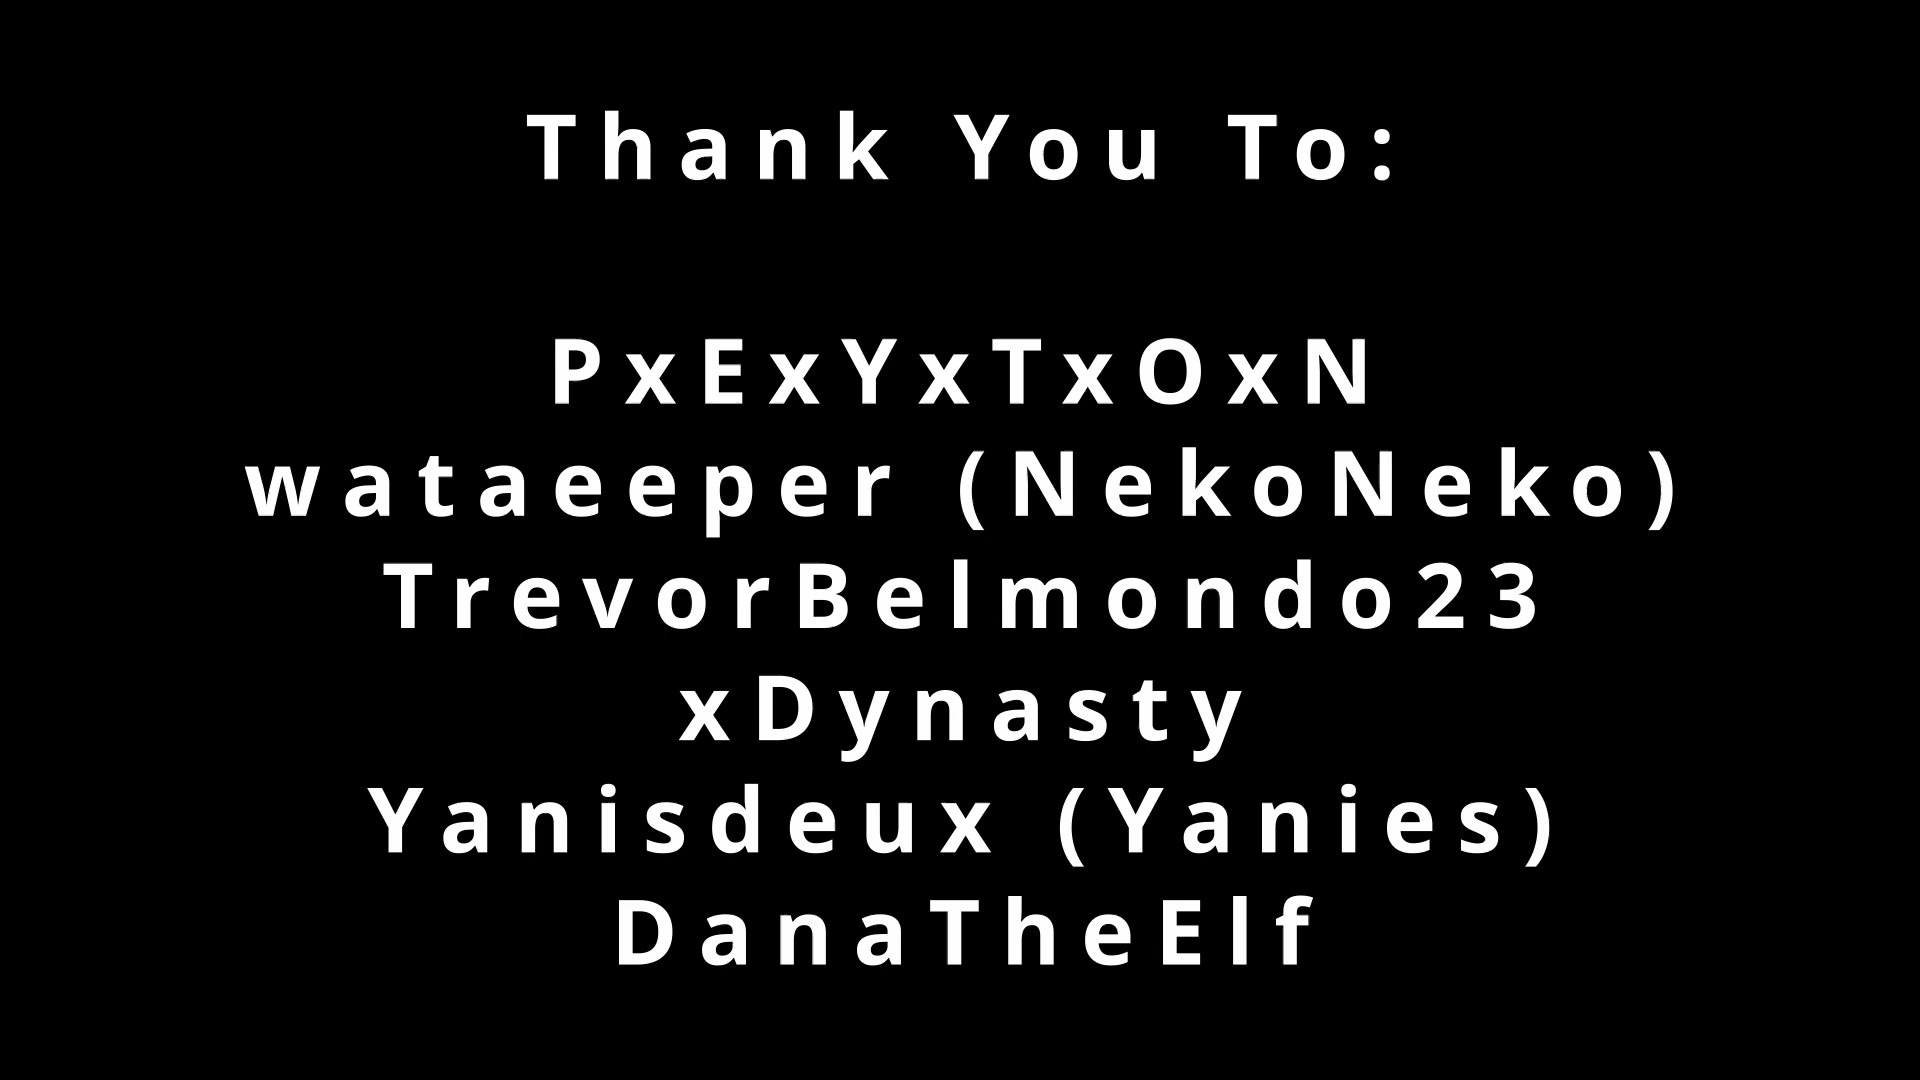 Thank You To:
PxExYxTxOxN
wataeeper (NekoNeko)
TrevorBelmondo23
xDynasty
Yanisdeux (Yanies)
DanaTheElf